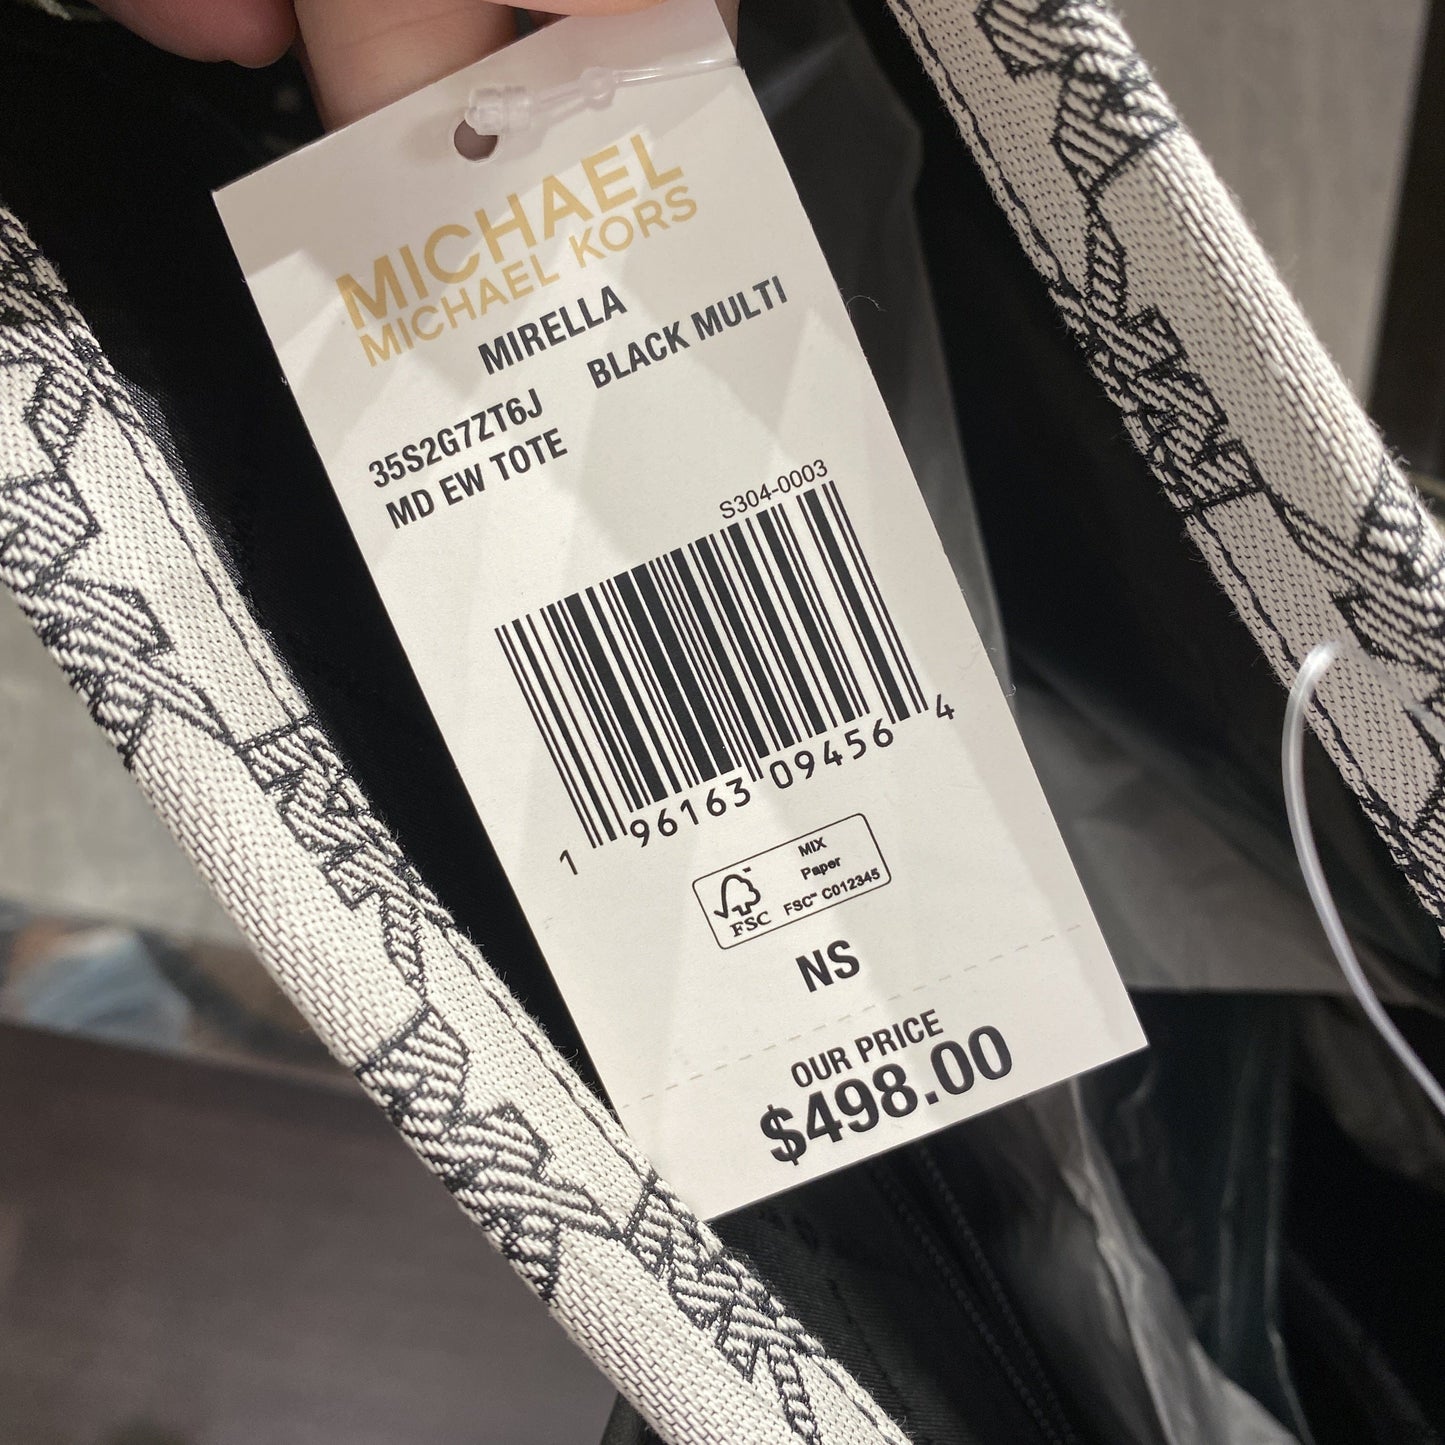 MICHAEL
MICHAEL KORS
MIRELLA
35S2G7ZT6J BLACK MULTI
MD EW TOTE
S304-0003
1 96163 09456 4
MIX
Paper
FSC™ C012345
FSC
NS
OUR PRICE
$498.00